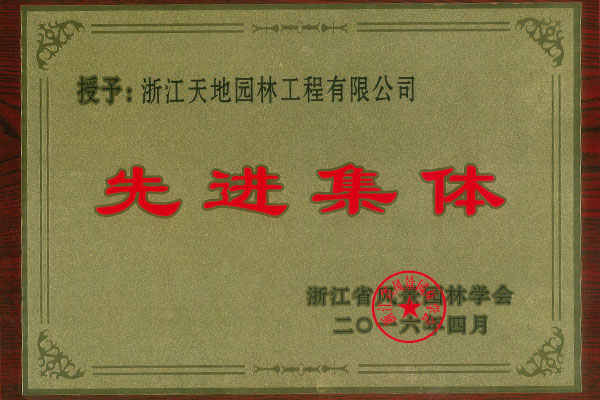 授予：浙江天地园林工程有限公司
先进集体
浙江省风景园林学会
二〇一六年四月